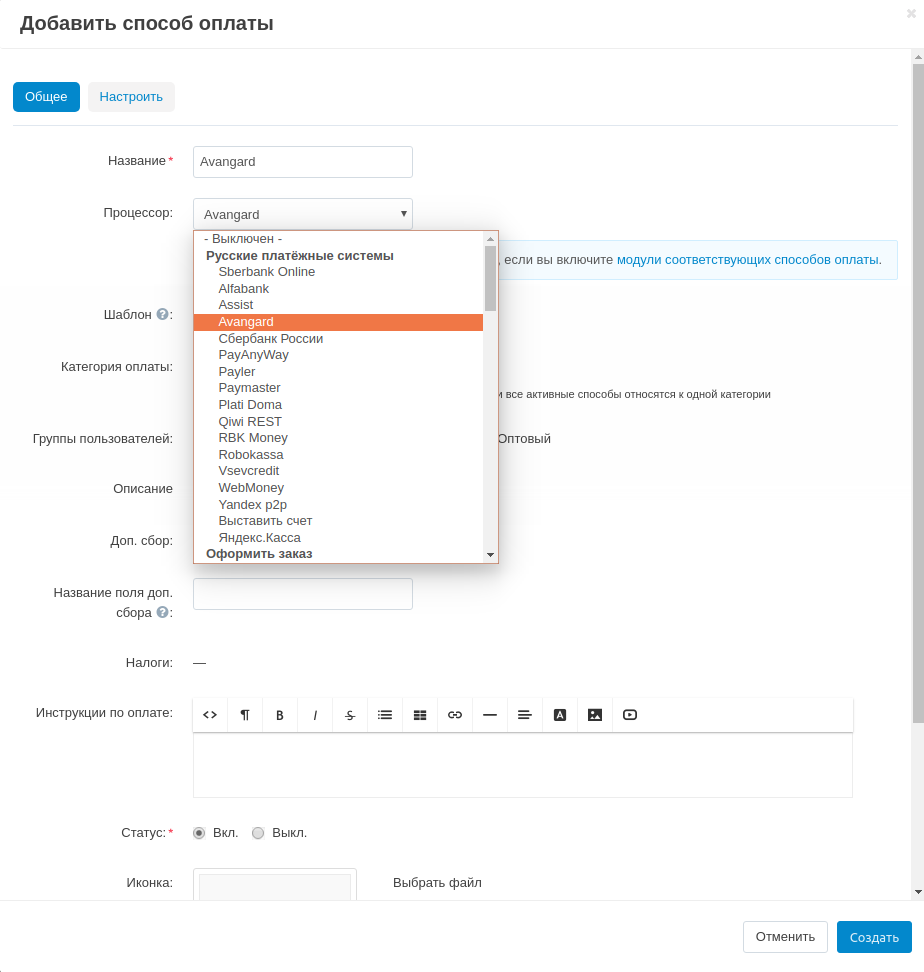 Добавить способ оплаты
Общее Настроить
Название* Avangard
Процессор: Avangard
- Выключен -
Русские платёжные системы
, если вы включите модули соответствующих способов оплаты.
Sberbank Online
Alfabank
Assist
Шаблон ?:
Avangard
Сбербанк России
PayAnyWay
Категория оплаты:
Payler
Paymaster
все активные способы относятся к одной категории
Plati Doma
Qiwi REST
Группы пользователей:
RBK Money
Оптовый
Robokassa
Vsevcredit
Описание
WebMoney
Yandex p2p
Выставить счет
Доп. сбор:
Яндекс.Касса
Оформить заказ
Название поля доп.
сбора ?:
Налоги: —
Инструкции по оплате:
¶ B I S A
Статус:* Вкл. Выкл.
Иконка: Выбрать файл
Отменить Создать